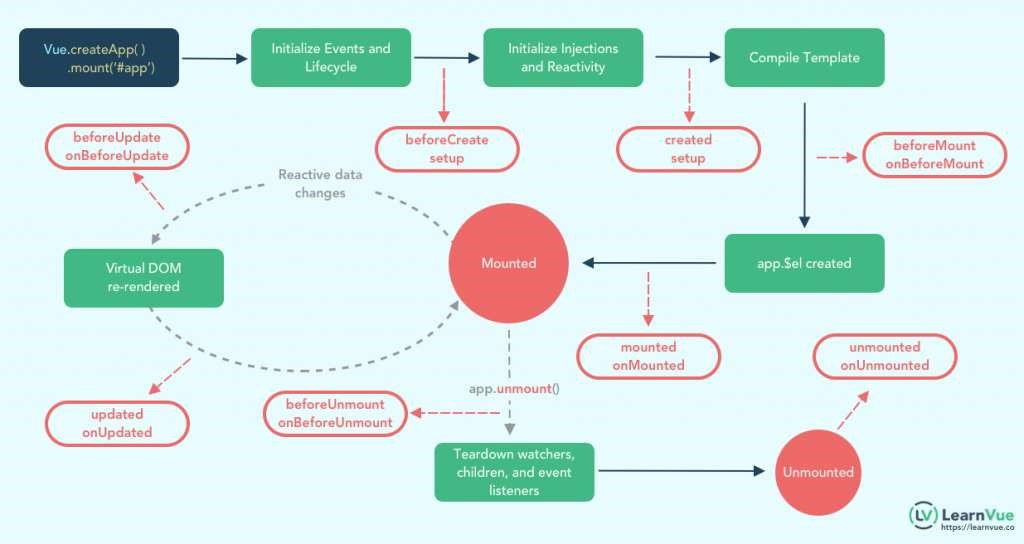 Vue.createApp( )
.mount('#app')
Initialize Events and
Lifecycle
Initialize Injections
and Reactivity
Compile Template
beforeUpdate
onBeforeUpdate
beforeCreate
setup
created
setup
beforeMount
onBeforeMount
Reactive data
changes
Virtual DOM
re-rendered
Mounted
app.$el created
mounted
onMounted
unmounted
onUnmounted
app.unmount()
updated
onUpdated
beforeUnmount
onBeforeUnmount
Teardown watchers,
children, and event
listeners
Unmounted
LV LearnVue
https://learnvue.co